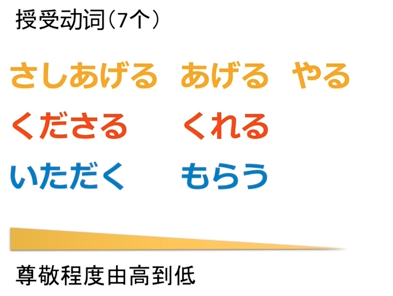 授受动词(7个)
さしあげる あげる やる
くださる くれる
いただく もらう
尊敬程度由高到低